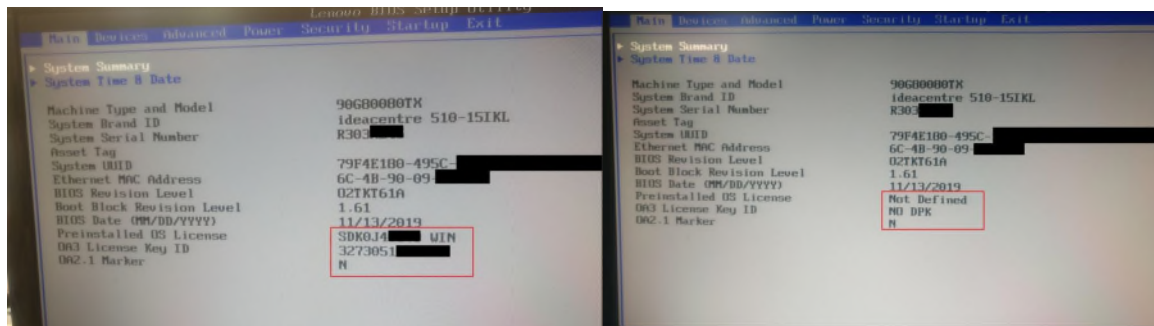 Lenovo BIOS Setup Utility
Main Devices Advanced Power Security Startup Exit
System Summary
System Time & Date
Machine Type and Model 90G80080TX
System Brand ID ideacentre 510-15IKL
System Serial Number R303
Asset Tag
System UUID 79F4E180-495C-
Ethernet MAC Address 6C-4B-90-09-
BIOS Revision Level O2TKT61A
Boot Block Revision Level 1.61
BIOS Date (MM/DD/YYYY) 11/13/2019
Preinstalled OS License SDK0J4 WIN
OA3 License Key ID 3273051
OA2.1 Marker N
Main Devices Advanced Power Security Startup Exit
System Summary
System Time & Date
Machine Type and Model 90G80080TX
System Brand ID ideacentre 510-15IKL
System Serial Number R303
Asset Tag
System UUID 79F4E180-495C-
Ethernet MAC Address 6C-4B-90-09-
BIOS Revision Level O2TKT61A
Boot Block Revision Level 1.61
BIOS Date (MM/DD/YYYY) 11/13/2019
Preinstalled OS License Not Defined
OA3 License Key ID NO DPK
OA2.1 Marker N